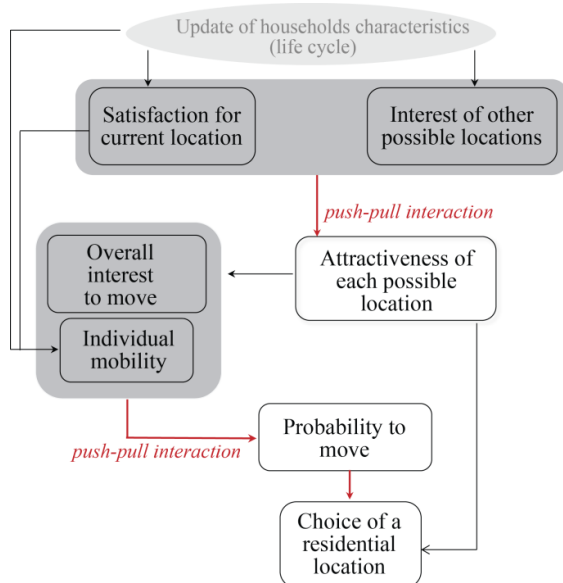 Update of households characteristics
(life cycle)
Satisfaction for
current location
Interest of other
possible locations
push-pull interaction
Overall
interest
to move
Attractiveness of
each possible
location
Individual
mobility
push-pull interaction
Probability to
move
Choice of a
residential
location